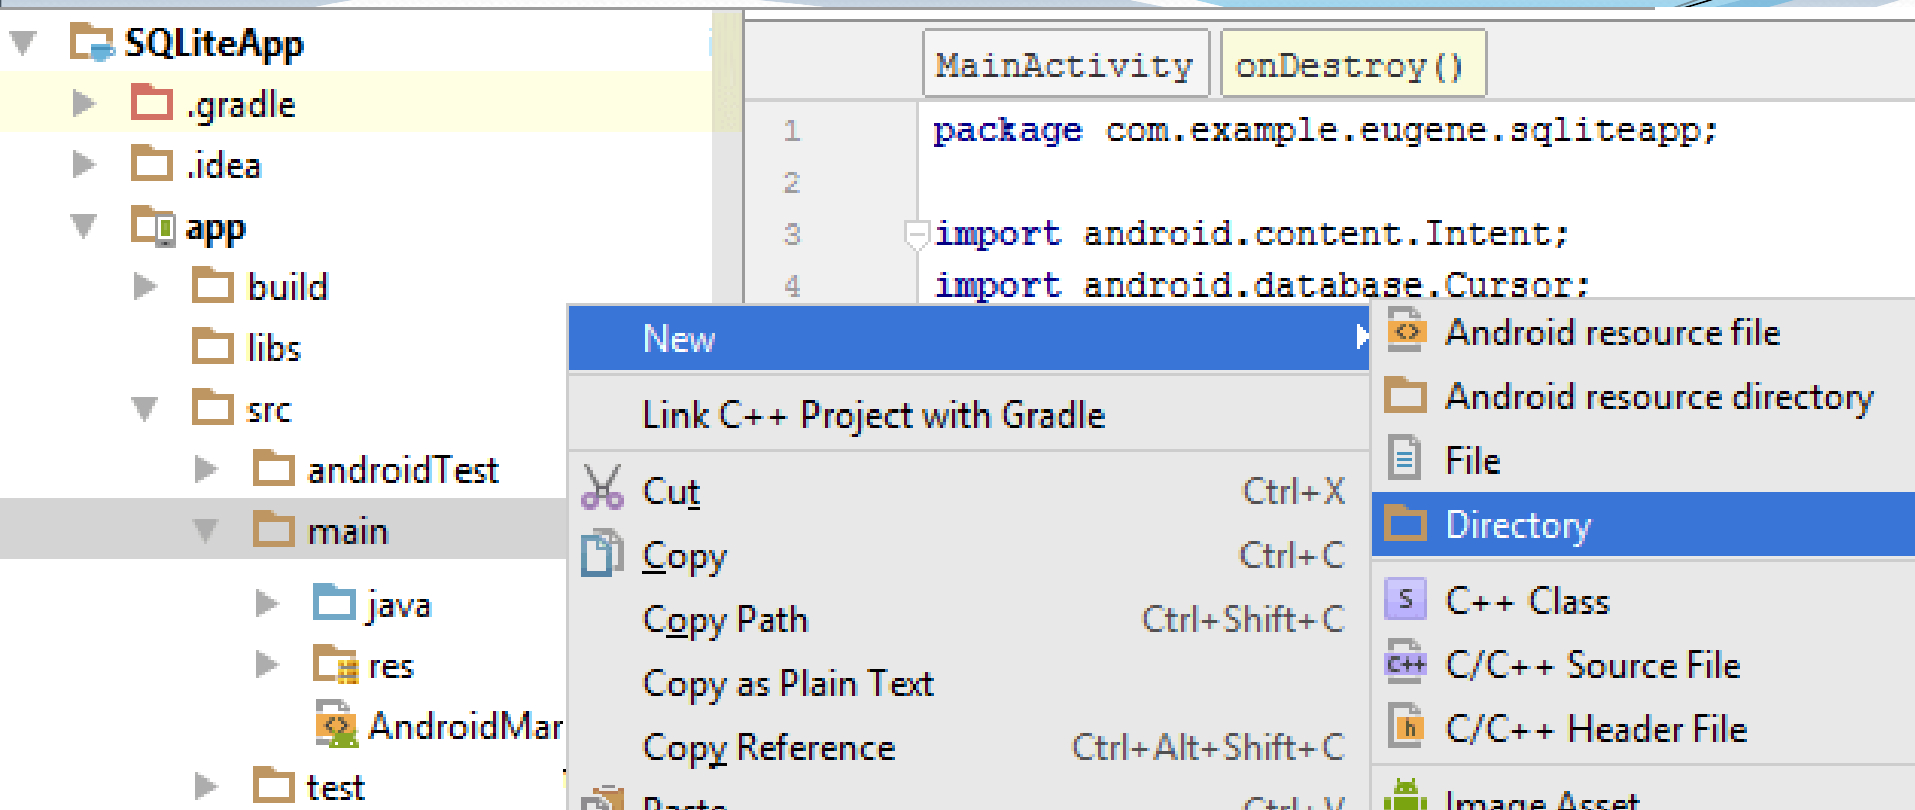 SQLiteApp
.gradle
.idea
app
build
libs
src
androidTest
main
java
res
AndroidMar
test
MainActivity onDestroy()
1 package com.example.eugene.sqliteapp;
2
3 import android.content.Intent;
4 import android.database.Cursor;
New
Link C++ Project with Gradle
Cut Ctrl+X
Copy Ctrl+C
Copy Path Ctrl+Shift+C
Copy as Plain Text
Copy Reference Ctrl+Alt+Shift+C
Paste Ctrl+V
Android resource file
Android resource directory
File
Directory
S C++ Class
C++ C/C++ Source File
h C/C++ Header File
Image Asset